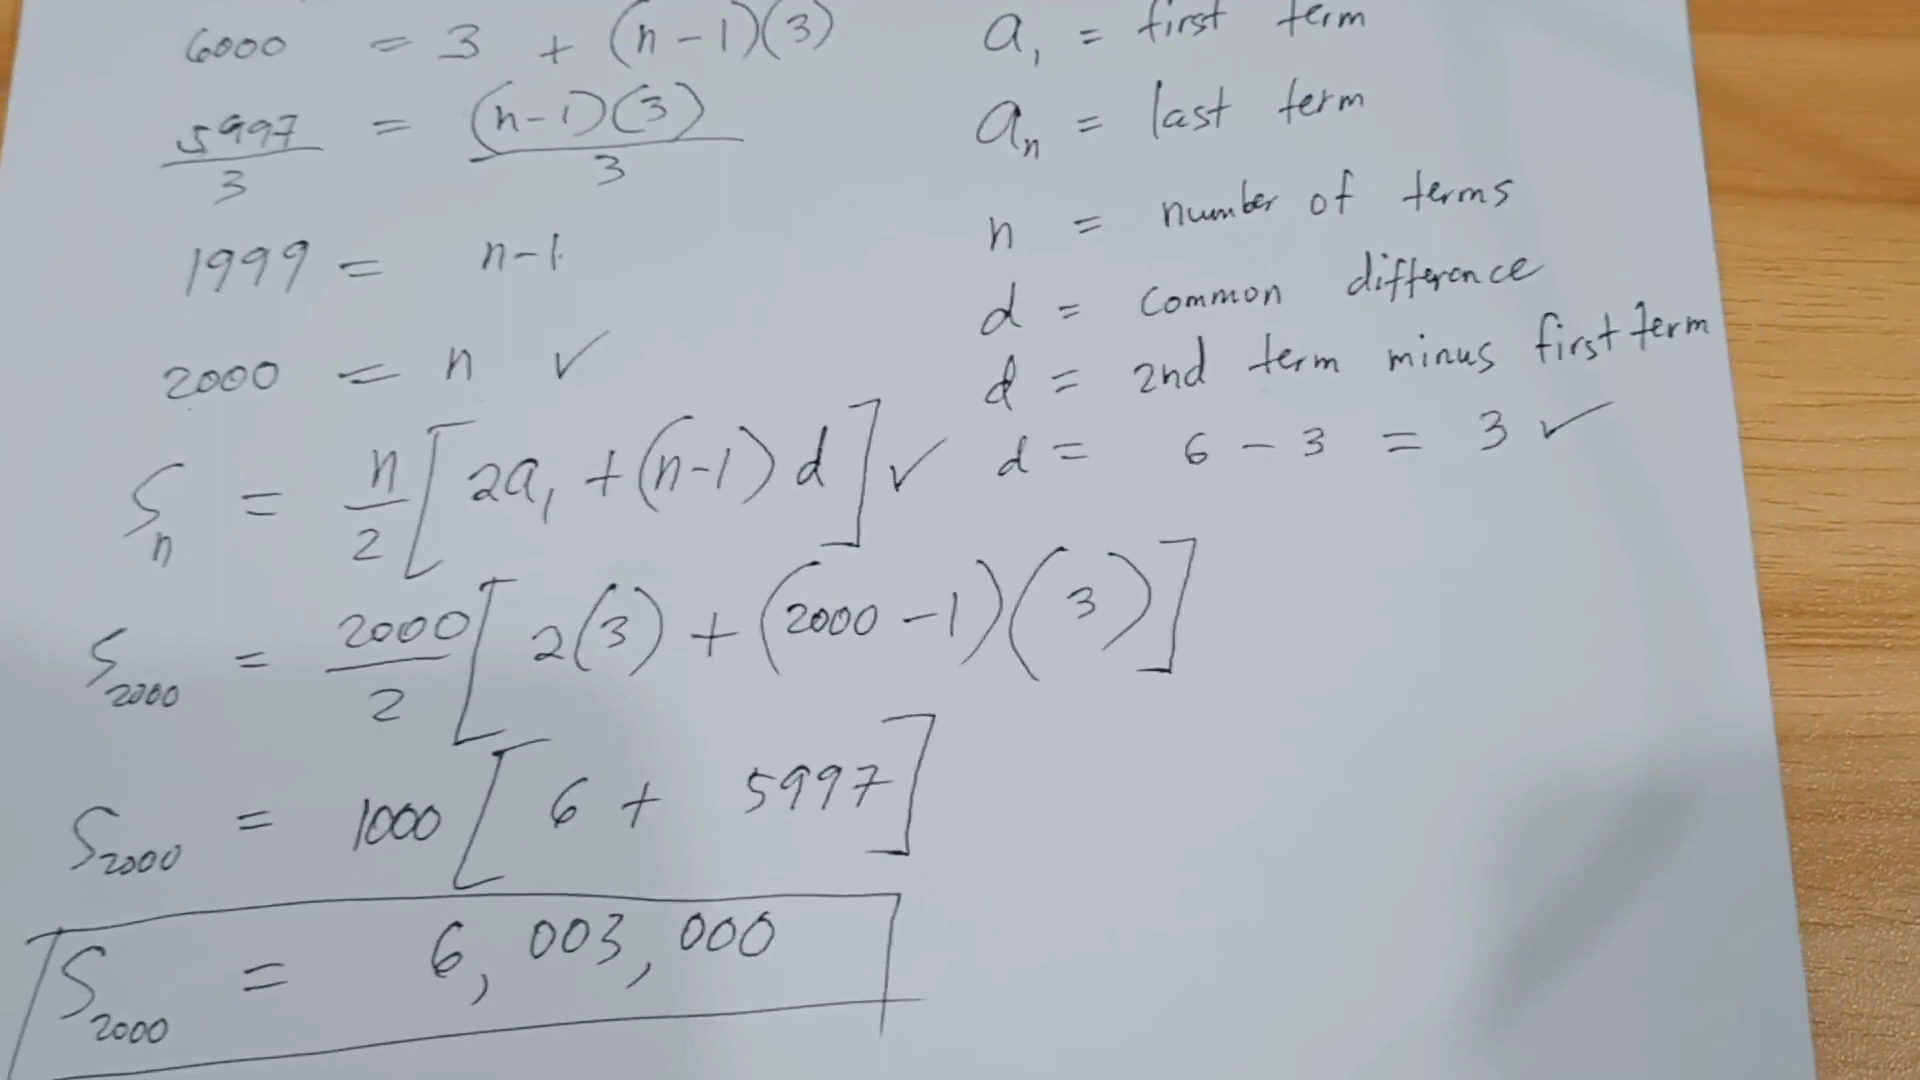 6000 = 3 + (n-1)(3)
5997/3 = (n-1)(3)/3
1999 = n-1
2000 = n ✓
Sn = n/2 [2a₁ + (n-1) d] ✓
S2000 = 2000/2 [2(3) + (2000-1)(3)]
S2000 = 1000 [6 + 5997]
S2000 = 6,003,000
a₁ = first term
an = last term
n = number of terms
d = common difference
d = 2nd term minus first term
d = 6 - 3 = 3 ✓